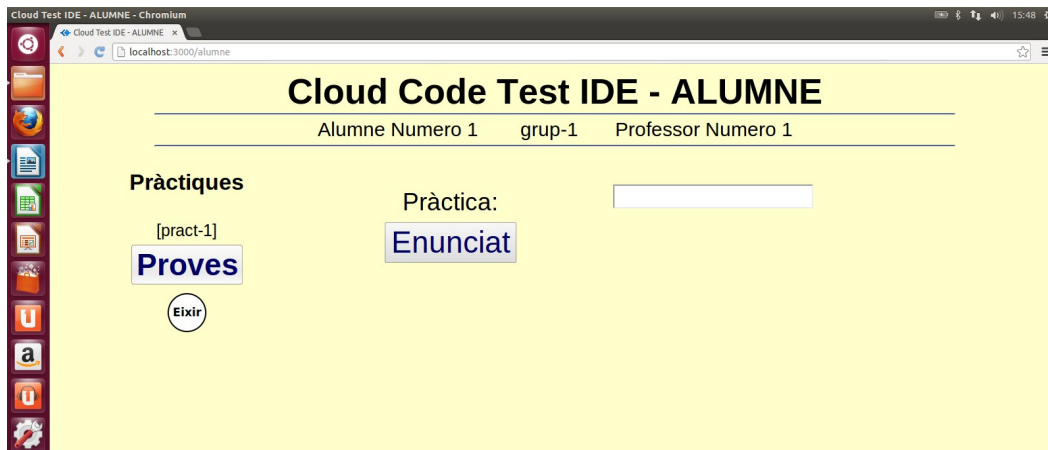 Cloud Test IDE - ALUMNE - Chromium
15:48
Cloud Test IDE - ALUMNE ×
localhost:3000/alumne
Cloud Code Test IDE - ALUMNE
Alumne Numero 1 grup-1 Professor Numero 1
Pràctiques
Pràctica:
[pract-1]
Enunciat
Proves
Eixir